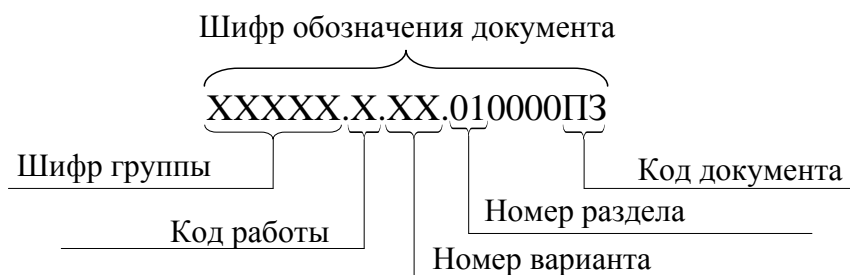 Шифр обозначения документа
ХХХХХ.Х.ХХ.010000ПЗ
Шифр группы
Код документа
Код работы
Номер раздела
Номер варианта